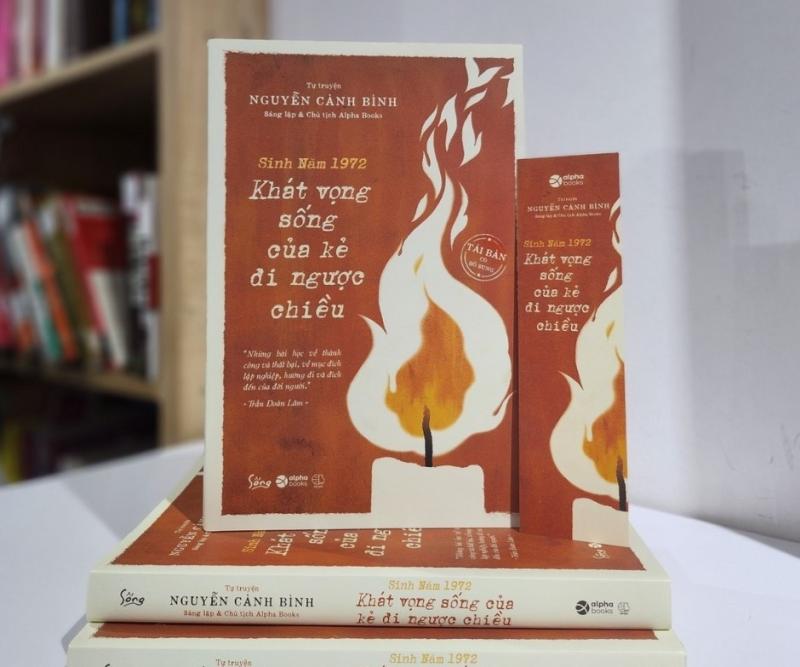 Tự truyện
NGUYỄN CẢNH BÌNH
Sáng lập & Chủ tịch Alpha Books
Sinh Năm 1972
Khát vọng
sống
của kẻ
đi ngược
chiều
TÁI BẢN
CÓ
BỔ SUNG
"Những bài học về thành
công và thất bại, về mục đích
lập nghiệp, hướng đi và đích
đến của đời người."
- Trần Đoàn Lâm -
Sống
alpha
books
alpha
books
Tự truyện
NGUYỄN CẢNH BÌNH
Sáng lập & Chủ tịch Alpha Books
Sinh Năm 1972
Khát vọng
sống
của kẻ
đi ngược
chiều
Sống
Tự truyện
NGUYỄN CẢNH BÌNH
Sáng lập & Chủ tịch Alpha Books
Sinh Năm 1972
Khát vọng sống của
kẻ đi ngược chiều
alpha
books
Tự truyện
Sinh Năm 1972